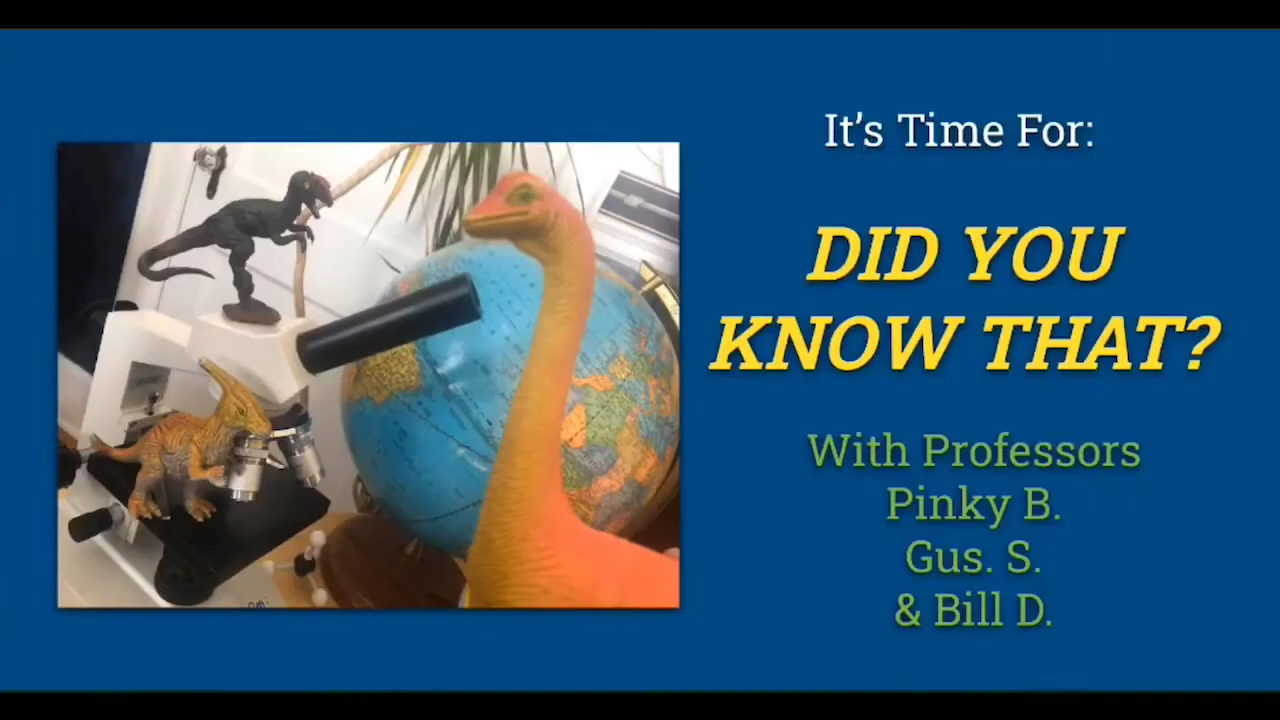 It's Time For:
DID YOU
KNOW THAT?
With Professors
Pinky B.
Gus. S.
& Bill D.